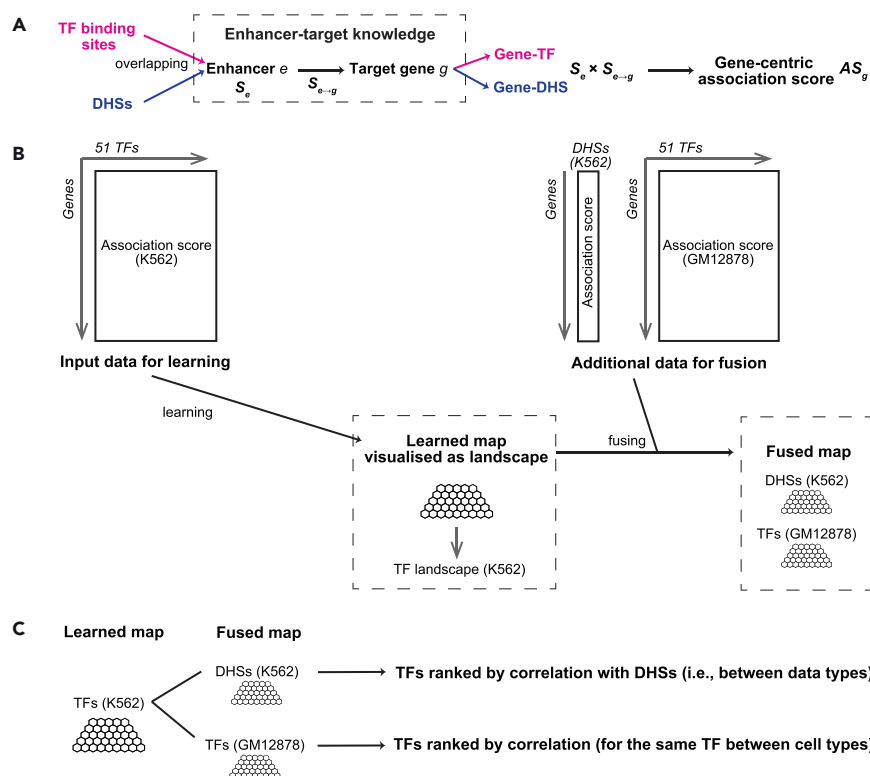 A
TF binding
sites
overlapping
DHSs
Enhancer-target knowledge
Enhancer e
Se
Se→g
Target gene g
Gene-TF
Gene-DHS
Se × Se→g
Gene-centric
association score ASg
B
51 TFs
Genes
Association score
(K562)
Input data for learning
DHSs
(K562)
Genes
Association score
51 TFs
Genes
Association score
(GM12878)
Additional data for fusion
learning
Learned map
visualised as landscape
TF landscape (K562)
fusing
Fused map
DHSs (K562)
TFs (GM12878)
C
Learned map
Fused map
TFs (K562)
DHSs (K562)
TFs ranked by correlation with DHSs (i.e., between data types)
TFs (GM12878)
TFs ranked by correlation (for the same TF between cell types)